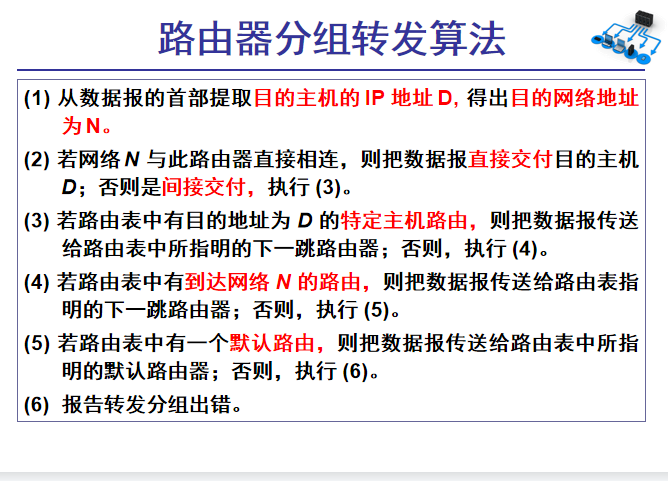 路由器分组转发算法
(1) 从数据报的首部提取目的主机的 IP 地址 D, 得出目的网络地址
为 N。
(2) 若网络 N 与此路由器直接相连，则把数据报直接交付目的主机
D；否则是间接交付，执行 (3)。
(3) 若路由表中有目的地址为 D 的特定主机路由，则把数据报传送
给路由表中所指明的下一跳路由器；否则，执行 (4)。
(4) 若路由表中有到达网络 N 的路由，则把数据报传送给路由表指
明的下一跳路由器；否则，执行 (5)。
(5) 若路由表中有一个默认路由，则把数据报传送给路由表中所指
明的默认路由器；否则，执行 (6)。
(6) 报告转发分组出错。